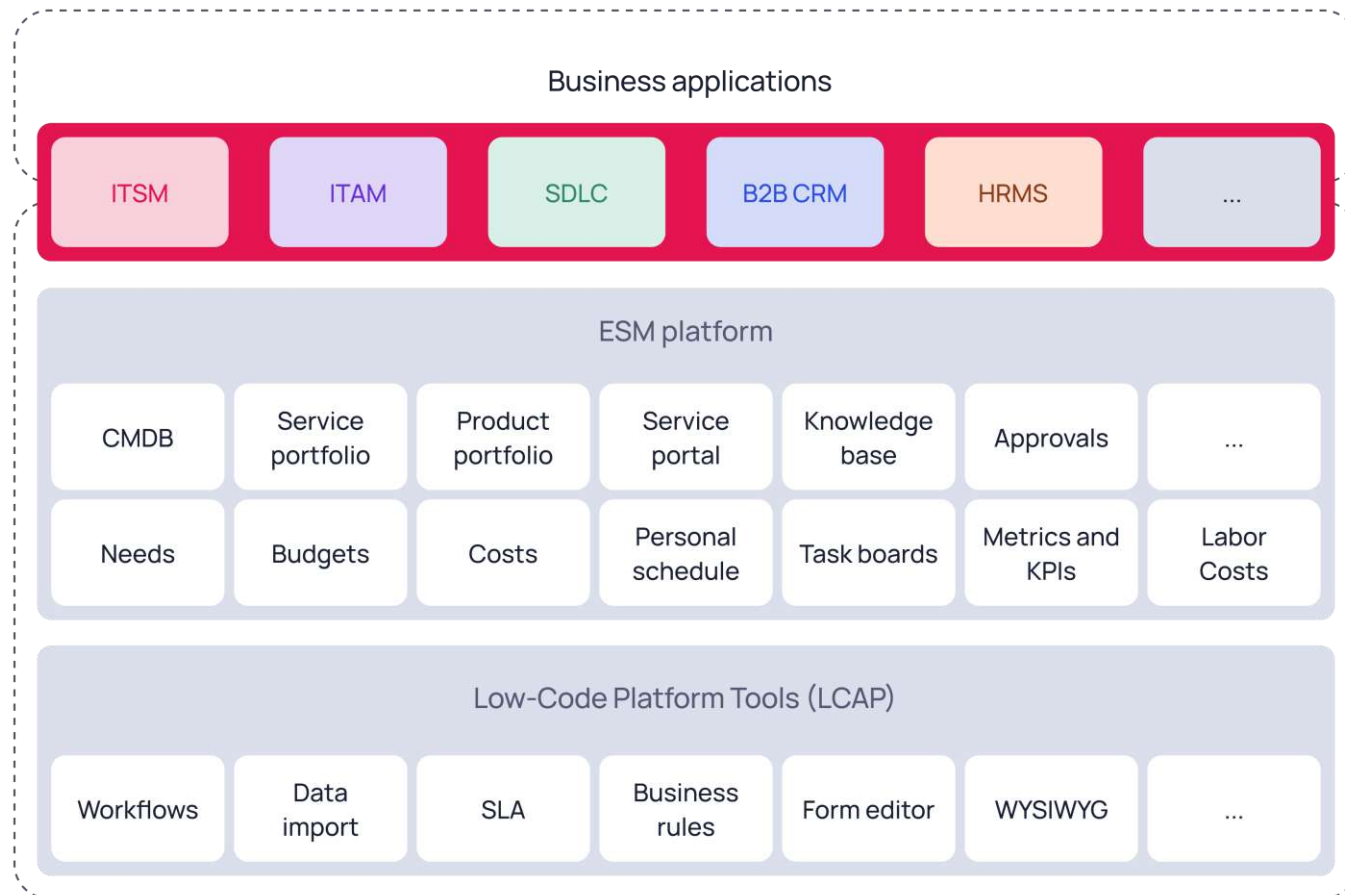 Business applications
ITSM
ITAM
SDLC
B2B CRM
HRMS
...
ESM platform
CMDB
Service
portfolio
Product
portfolio
Service
portal
Knowledge
base
Approvals
...
Needs
Budgets
Costs
Personal
schedule
Task boards
Metrics and
KPIs
Labor
Costs
Low-Code Platform Tools (LCAP)
Workflows
Data
import
SLA
Business
rules
Form editor
WYSIWYG
...